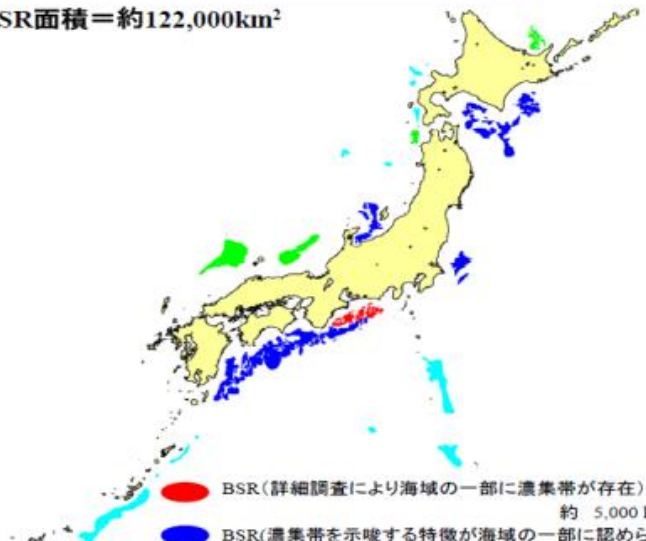 SR面積＝約122,000km²
BSR(詳細調査により海域の一部に濃集帯が存在)
約 5,000
BSR(濃集帯を示唆する特徴が海域の一部に認め